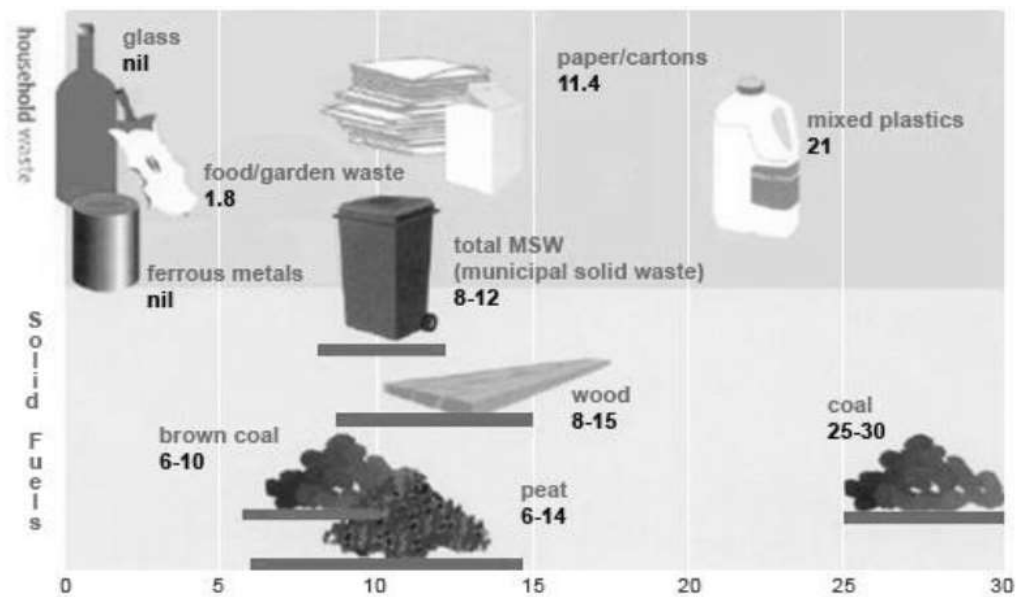 household waste
glass
nil
paper/cartons
11.4
mixed plastics
21
food/garden waste
1.8
total MSW
(municipal solid waste)
8-12
ferrous metals
nil
Solid Fuels
wood
8-15
coal
25-30
brown coal
6-10
peat
6-14
0 5 10 15 20 25 30